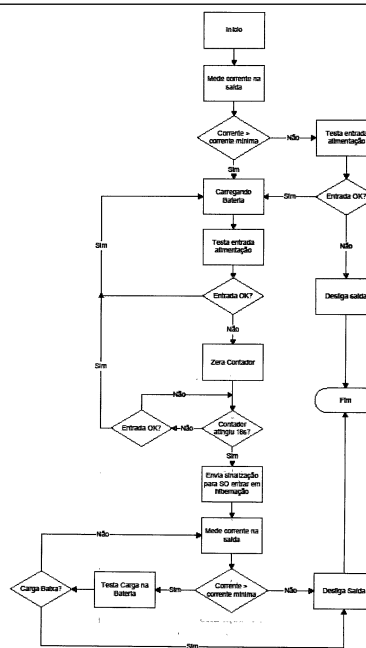 Início
Mede corrente na
saída
Corrente >
corrente mínima
Não
Testa entrada
alimentação
Sim
Carregando
Bateria
Sim
Entrada OK?
Sim
Testa entrada
alimentação
Não
Entrada OK?
Desliga saída
Não
Sim
Zera Contador
Não
Fim
Entrada OK?
Não
Contador
atingiu 18s?
Sim
Envia sinalização
para SO entrar em
hibernação
Não
Mede corrente na
saída
Carga Baixa?
Testa Carga na
Bateria
Sim
Corrente >
corrente mínima
Não
Desliga Saída
Sim